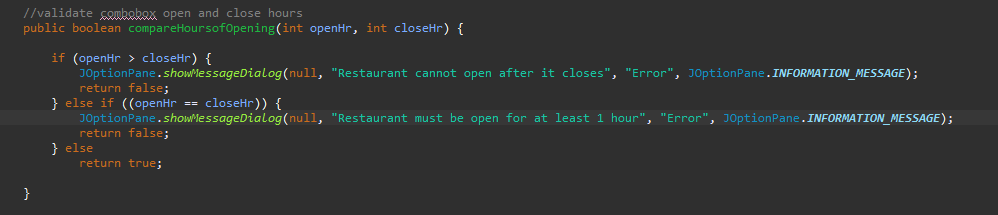 //validate combobox open and close hours
public boolean compareHoursofOpening(int openHr, int closeHr) {
if (openHr > closeHr) {
JOptionPane.showMessageDialog(null, "Restaurant cannot open after it closes", "Error", JOptionPane.INFORMATION_MESSAGE);
return false;
} else if ((openHr == closeHr)) {
JOptionPane.showMessageDialog(null, "Restaurant must be open for at least 1 hour", "Error", JOptionPane.INFORMATION_MESSAGE);
return false;
} else
return true;
}